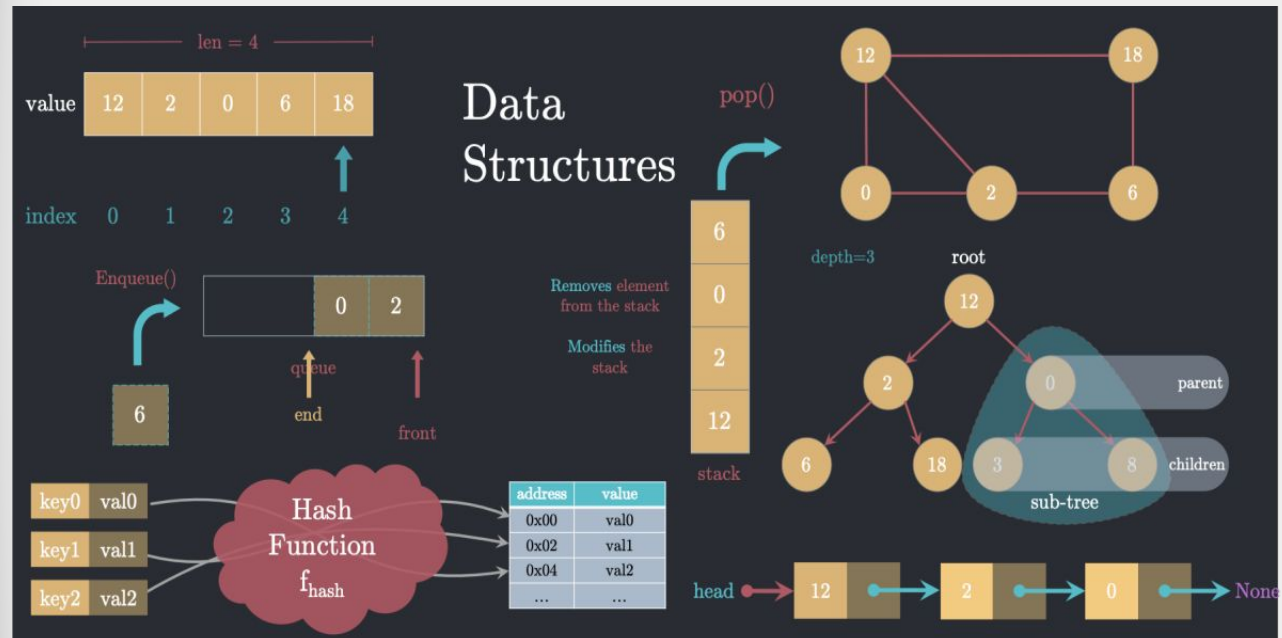 len = 4
value 12 2 0 6 18
index 0 1 2 3 4
Data
Structures
pop()
6
0
2
12
stack
Removes element
from the stack
Modifies the
stack
12 18
0 2 6
Enqueue()
0 2
6
queue
end
front
depth=3 root
12
2 0 parent
6 18 3 8 children
sub-tree
key0 val0
key1 val1
key2 val2
Hash
Function
fhash
address value
0x00 val0
0x02 val1
0x04 val2
... ...
head 12 2 0 None